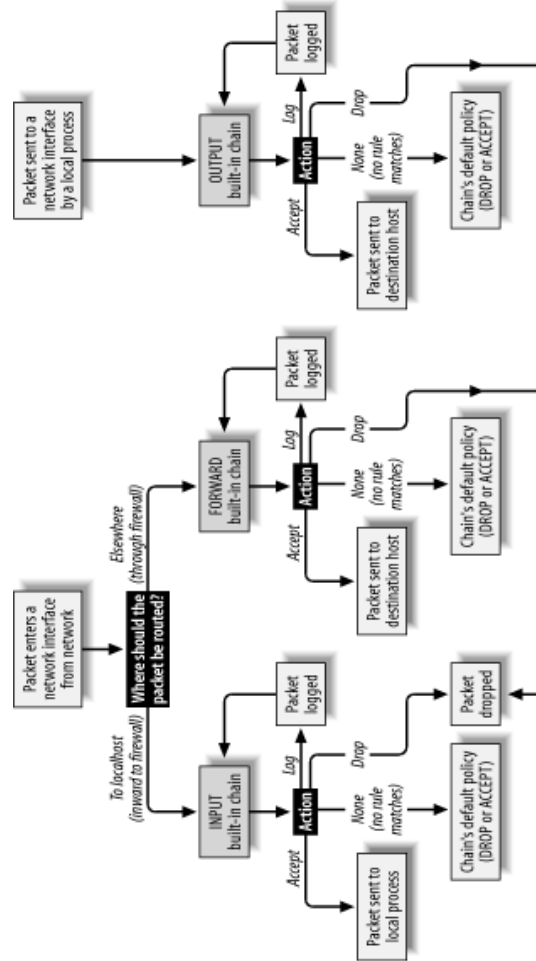 Packet enters a
network interface
from network
Where should the
packet be routed?
To localhost
(inward to firewall)
Elsewhere
(through firewall)
INPUT
built-in chain
Packet
logged
Log
Action
Accept
None
(no rule
matches)
Drop
Packet sent to
local process
Chain's default policy
(DROP or ACCEPT)
Packet
dropped
FORWARD
built-in chain
Packet
logged
Log
Action
Accept
None
(no rule
matches)
Drop
Packet sent to
destination host
Chain's default policy
(DROP or ACCEPT)
Packet sent to a
network interface
by a local process
OUTPUT
built-in chain
Packet
logged
Log
Action
Accept
None
(no rule
matches)
Drop
Packet sent to
destination host
Chain's default policy
(DROP or ACCEPT)